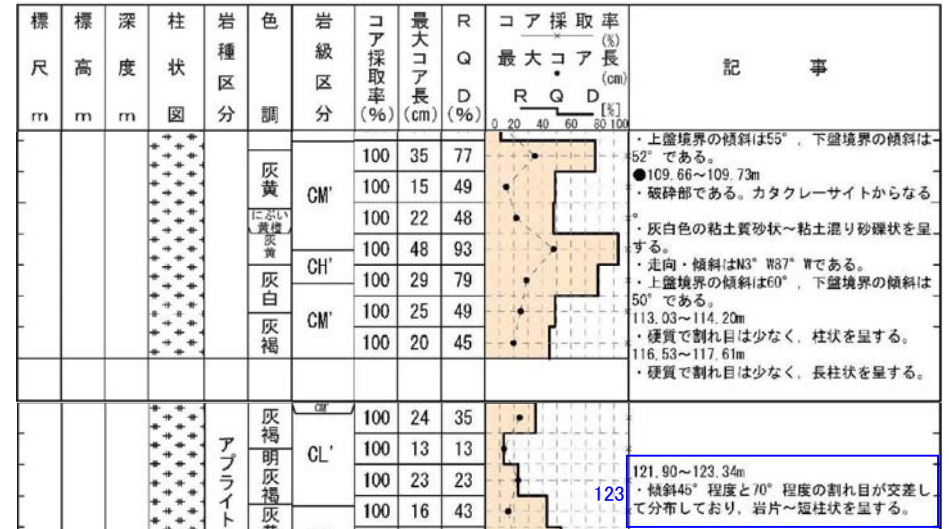 標尺m
標高m
深度m
柱状図
岩種区分
色調
岩級区分
コア採取率(%)
最大コア長(cm)
RQD(%)
コア採取率
(%)
最大コア長
(cm)
RQD
[%]
0 20 40 60 80 100
記事
灰黄
にぶい黄橙
灰黄
灰白
灰褐
CM'
CH'
CM'
100 35 77
100 15 49
100 22 48
100 48 93
100 29 79
100 25 49
100 20 45
・上盤境界の傾斜は55°，下盤境界の傾斜は
52°である。
●109.66～109.73m
・破砕部である。カタクレーサイトからなる
。
・灰白色の粘土質砂状～粘土混り砂礫状を呈
する。
・走向・傾斜はN3°W87°Wである。
・上盤境界の傾斜は60°，下盤境界の傾斜は
50°である。
113.03～114.20m
・硬質で割れ目は少なく，柱状を呈する。
116.53～117.61m
・硬質で割れ目は少なく，長柱状を呈する。
アプライト
灰褐
明灰褐
灰
CM'
CL'
100 24 35
100 13 13
100 23 23
100 16 43
123
121.90～123.34m
・傾斜45°程度と70°程度の割れ目が交差し
て分布しており，岩片～短柱状を呈する。